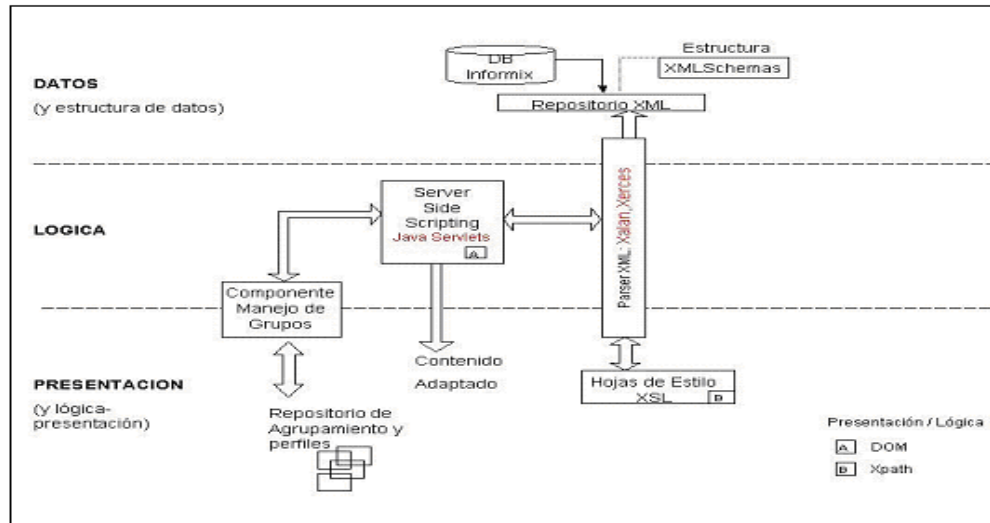 DB
Informix
Estructura
XMLSchemas
DATOS
(y estructura de datos)
Repositorio XML
Server
Side
Scripting
Java Servlets
A
LOGICA
Parser XML: Xalan,Xerces
Componente
Manejo de
Grupos
Contenido
Adaptado
PRESENTACION
(y lógica-
presentación)
Hojas de Estilo
XSL
B
Repositorio de
Agrupamiento y
perfiles
Presentación / Lógica
A DOM
B Xpath